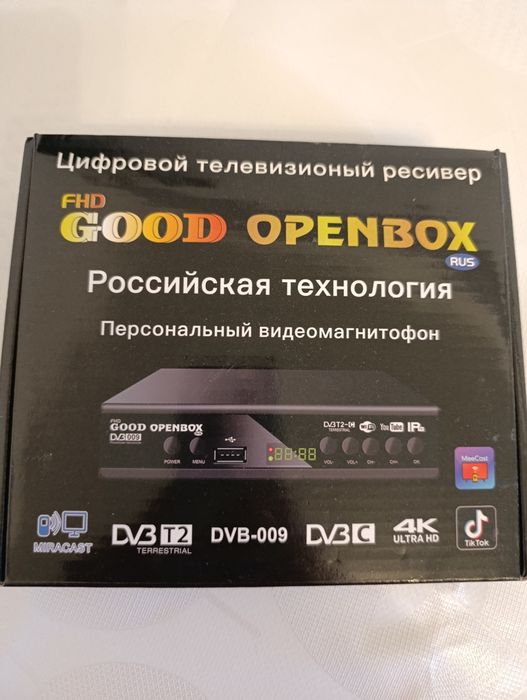 Цифровой телевизионый ресивер
FHD
GOOD OPENBOX
RUS
Российская технология
Персональный видеомагнитофон
FHD
GOOD OPENBOX
DVB 009
DVB T2-C
TERRESTRIAL
WiFi
YouTube
88:88
POWER MENU VOL- VOL+ CH- CH+ OK
MeeCast
MIRACAST
DVB T2
TERRESTRIAL
DVB-009
DVB C
4K
ULTRA HD
TikTok